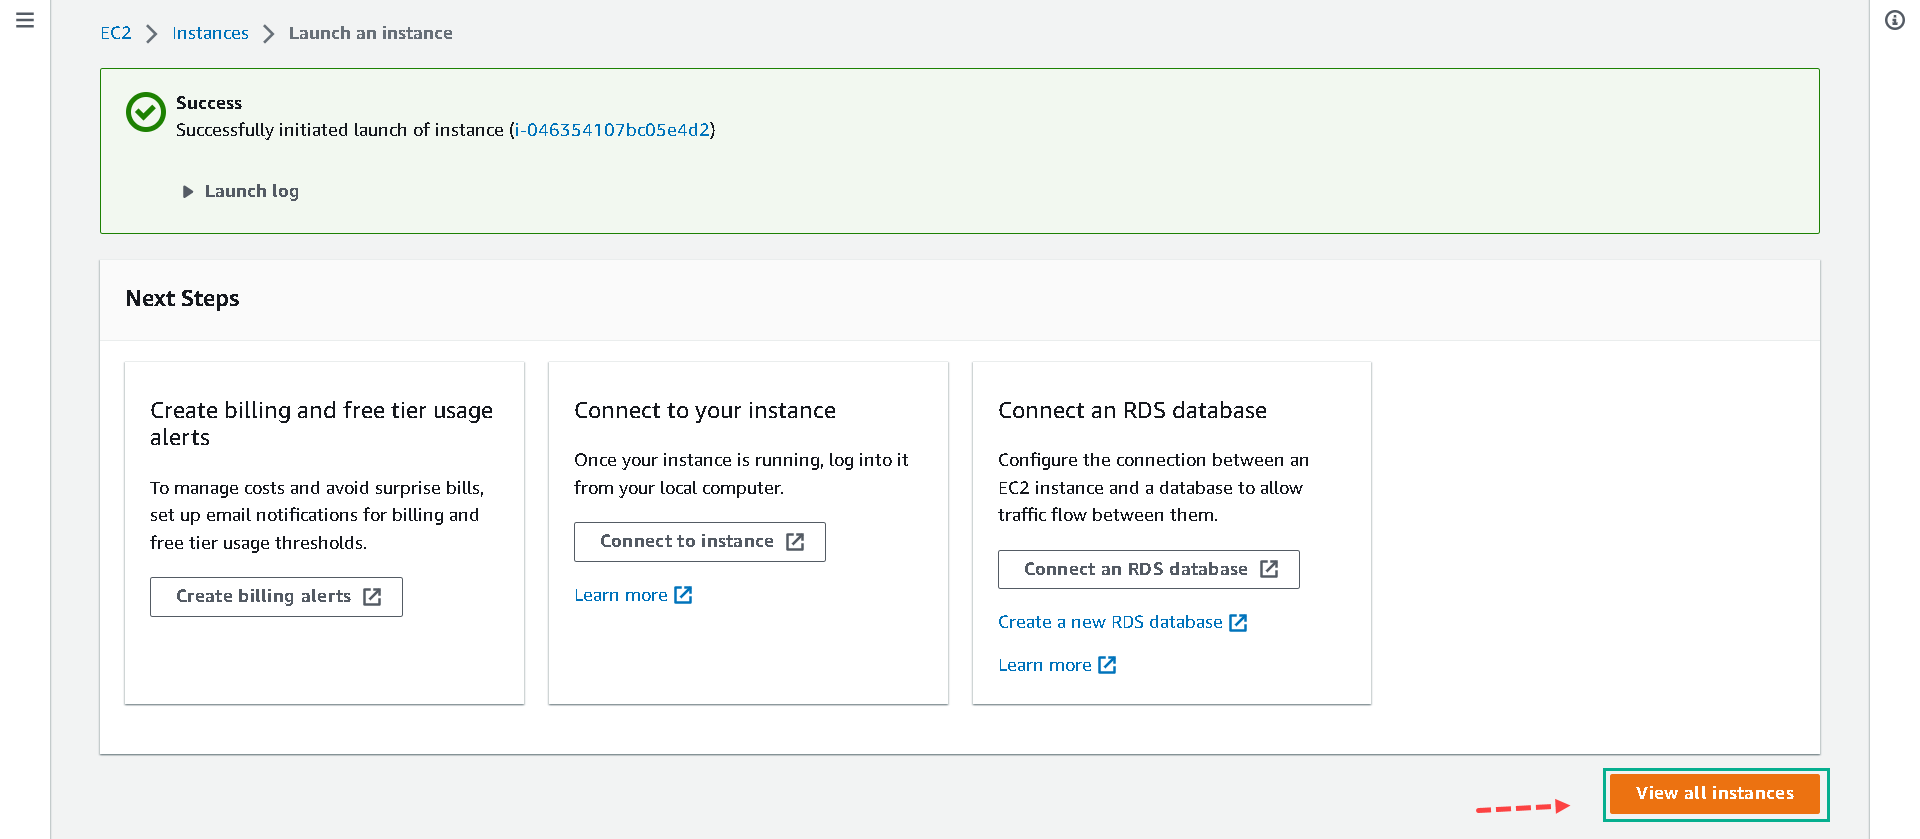 EC2 Instances Launch an instance
Success
Successfully initiated launch of instance (i-046354107bc05e4d2)
Launch log
Next Steps
Create billing and free tier usage
alerts
To manage costs and avoid surprise bills,
set up email notifications for billing and
free tier usage thresholds.
Create billing alerts
Connect to your instance
Once your instance is running, log into it
from your local computer.
Connect to instance
Learn more
Connect an RDS database
Configure the connection between an
EC2 instance and a database to allow
traffic flow between them.
Connect an RDS database
Create a new RDS database
Learn more
View all instances